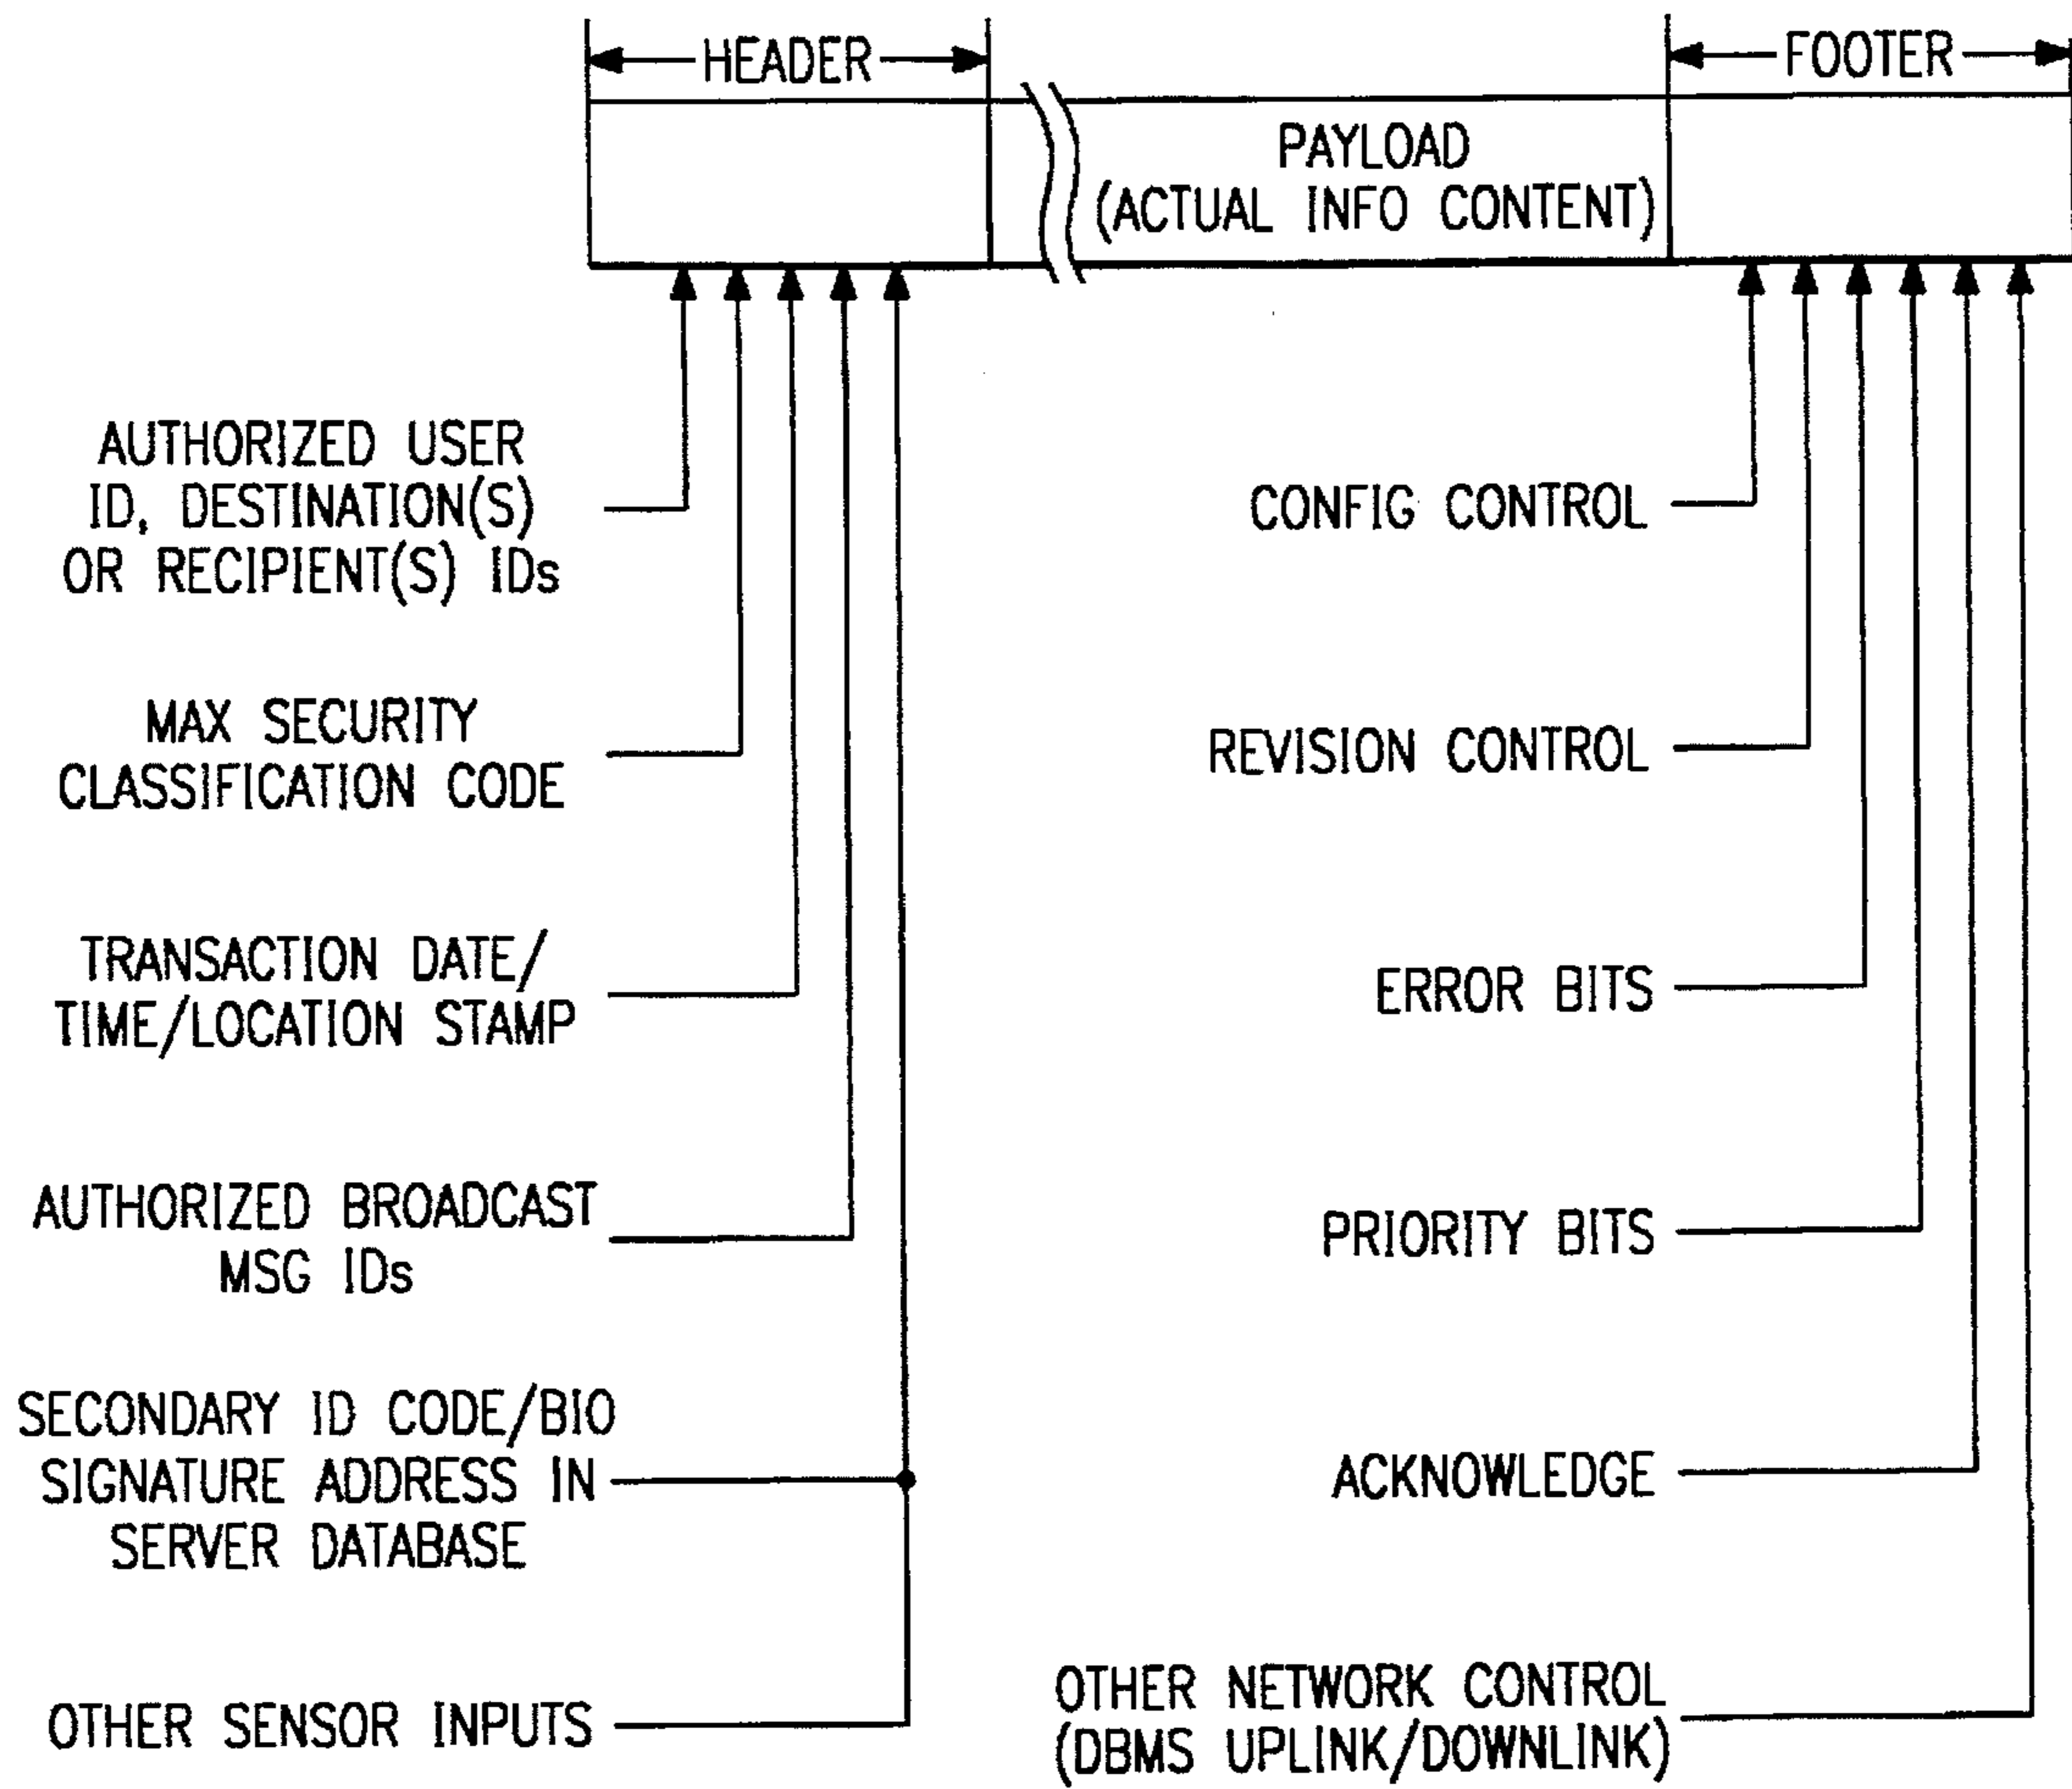 HEADER
FOOTER
PAYLOAD
(ACTUAL INFO CONTENT)
AUTHORIZED USER
ID, DESTINATION(S)
OR RECIPIENT(S) IDs
MAX SECURITY
CLASSIFICATION CODE
TRANSACTION DATE/
TIME/LOCATION STAMP
AUTHORIZED BROADCAST
MSG IDs
SECONDARY ID CODE/BIO
SIGNATURE ADDRESS IN
SERVER DATABASE
OTHER SENSOR INPUTS
CONFIG CONTROL
REVISION CONTROL
ERROR BITS
PRIORITY BITS
ACKNOWLEDGE
OTHER NETWORK CONTROL
(DBMS UPLINK/DOWNLINK)